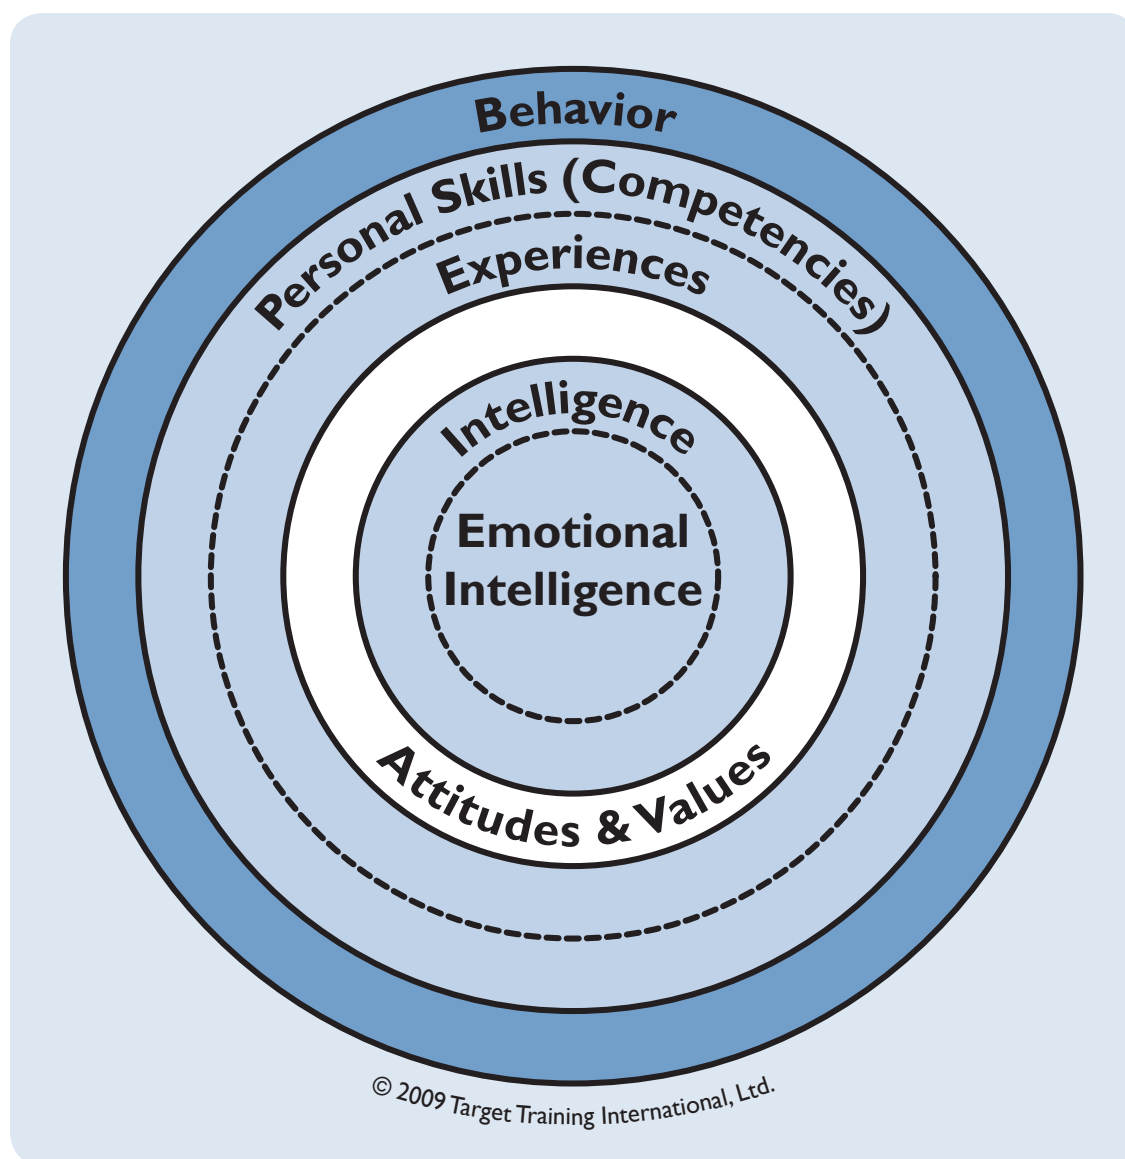 Behavior
Personal Skills (Competencies)
Experiences
Intelligence
Emotional
Intelligence
Attitudes & Values
© 2009 Target Training International, Ltd.